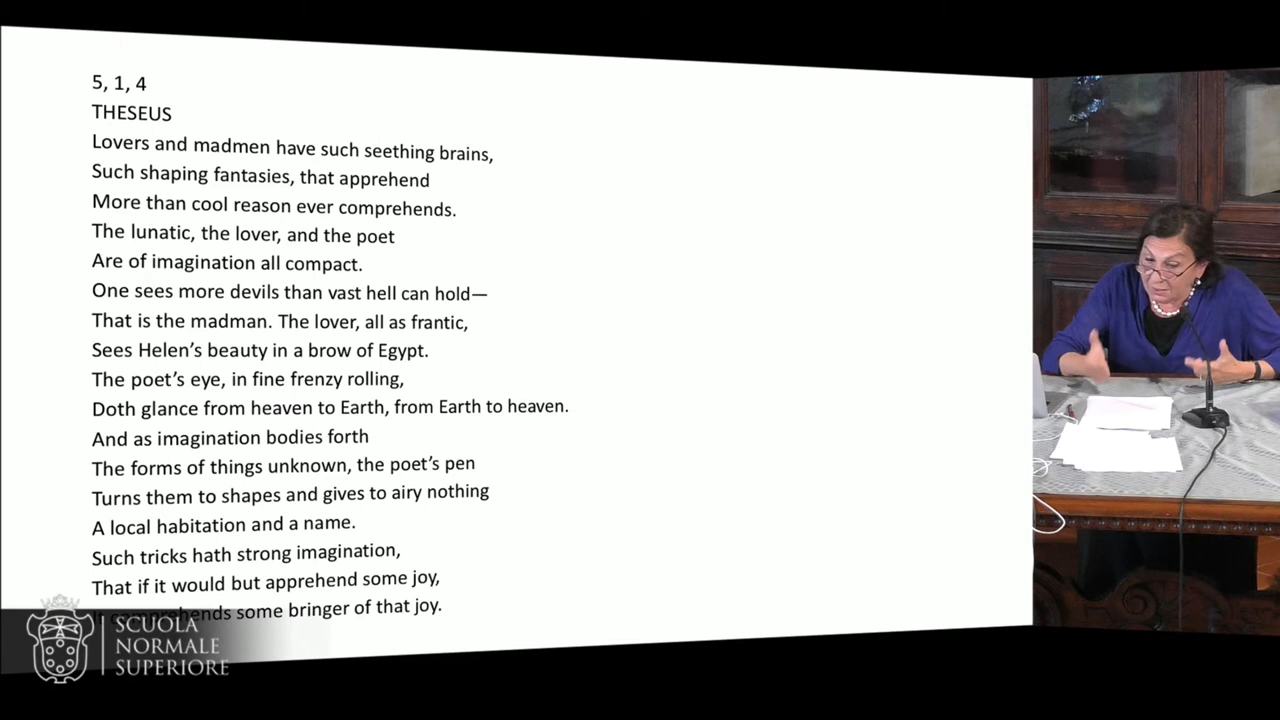 5, 1, 4
THESEUS
Lovers and madmen have such seething brains,
Such shaping fantasies, that apprehend
More than cool reason ever comprehends.
The lunatic, the lover, and the poet
Are of imagination all compact.
One sees more devils than vast hell can hold—
That is the madman. The lover, all as frantic,
Sees Helen’s beauty in a brow of Egypt.
The poet’s eye, in fine frenzy rolling,
Doth glance from heaven to Earth, from Earth to heaven.
And as imagination bodies forth
The forms of things unknown, the poet’s pen
Turns them to shapes and gives to airy nothing
A local habitation and a name.
Such tricks hath strong imagination,
That if it would but apprehend some joy,
It comprehends some bringer of that joy.
SCUOLA
NORMALE
SUPERIORE